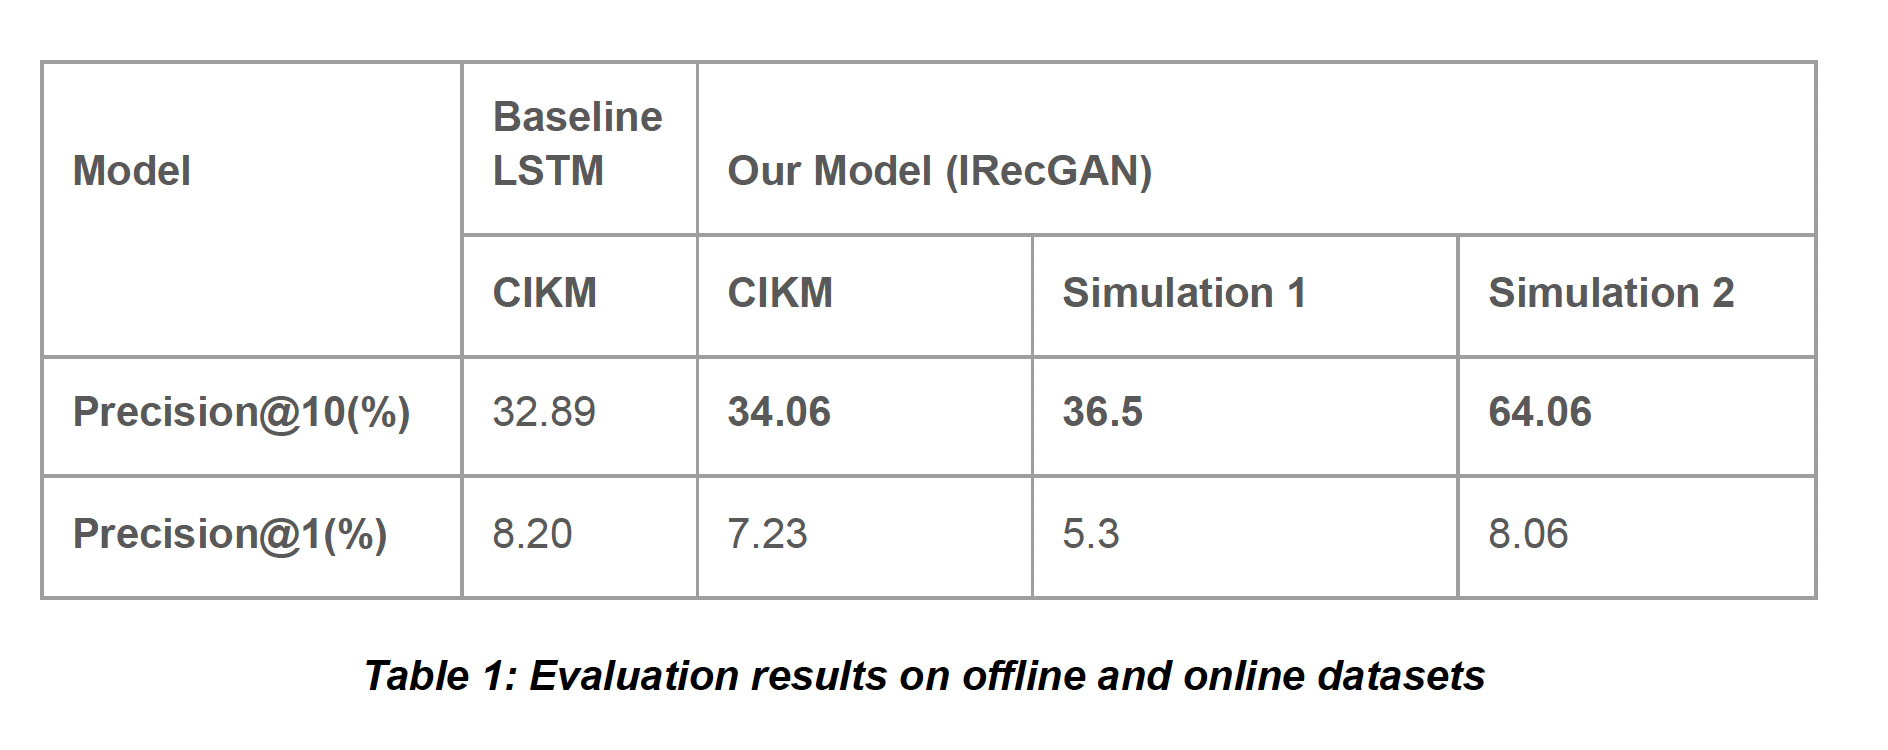 Model
Baseline
LSTM
Our Model (IRecGAN)
CIKM
CIKM
Simulation 1
Simulation 2
Precision@10(%)
32.89
34.06
36.5
64.06
Precision@1(%)
8.20
7.23
5.3
8.06
Table 1: Evaluation results on offline and online datasets